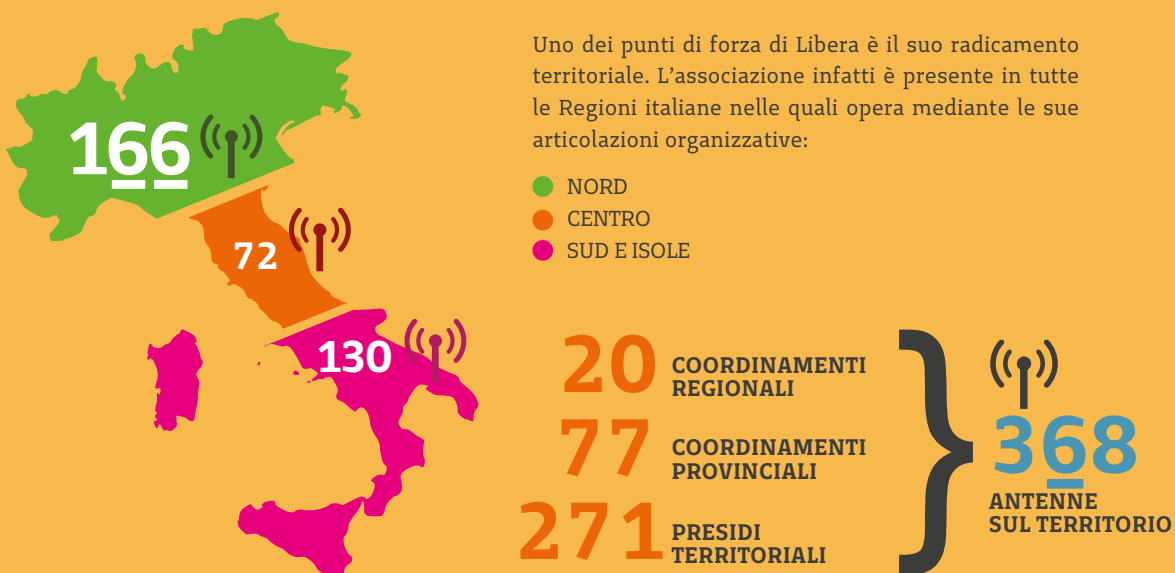 Uno dei punti di forza di Libera è il suo radicamento
territoriale. L'associazione infatti è presente in tutte
le Regioni italiane nelle quali opera mediante le sue
articolazioni organizzative:
NORD
CENTRO
SUD E ISOLE
166
72
130
20 COORDINAMENTI
REGIONALI
77 COORDINAMENTI
PROVINCIALI
271 PRESIDI
TERRITORIALI
368
ANTENNE
SUL TERRITORIO